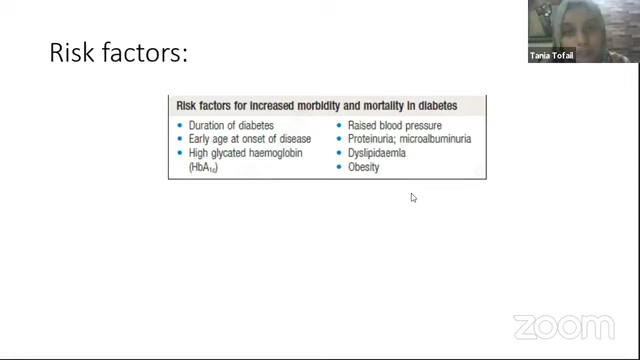 Risk factors:
Tania Tofail
Risk factors for increased morbidity and mortality in diabetes
• Duration of diabetes
• Early age at onset of disease
• High glycated haemoglobin
(HbA1c)
• Raised blood pressure
• Proteinuria; microalbuminuria
• Dyslipidaemia
• Obesity
zoom